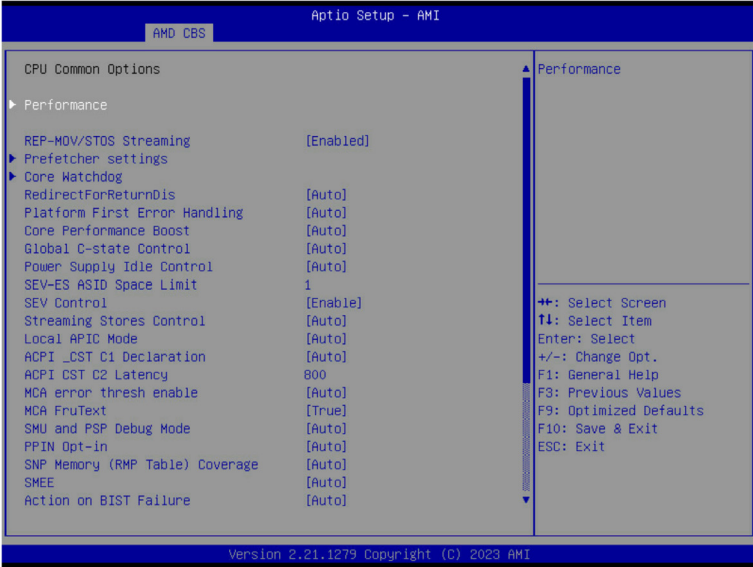 Aptio Setup – AMI
AMD CBS
CPU Common Options
Performance
REP-MOV/STOS Streaming [Enabled]
Prefetcher settings
Core Watchdog
RedirectForReturnDis [Auto]
Platform First Error Handling [Auto]
Core Performance Boost [Auto]
Global C-state Control [Auto]
Power Supply Idle Control [Auto]
SEV-ES ASID Space Limit 1
SEV Control [Enable]
Streaming Stores Control [Auto]
Local APIC Mode [Auto]
ACPI _CST C1 Declaration [Auto]
ACPI CST C2 Latency 800
MCA error thresh enable [Auto]
MCA FruText [True]
SMU and PSP Debug Mode [Auto]
PPIN Opt-in [Auto]
SNP Memory (RMP Table) Coverage [Auto]
SMEE [Auto]
Action on BIST Failure [Auto]
Performance
→←: Select Screen
↑↓: Select Item
Enter: Select
+/-: Change Opt.
F1: General Help
F3: Previous Values
F9: Optimized Defaults
F10: Save & Exit
ESC: Exit
Version 2.21.1279 Copyright (C) 2023 AMI